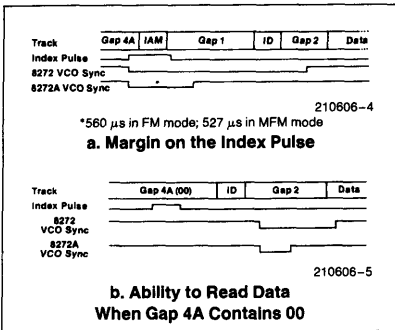 Track Gap 4A IAM Gap 1 ID Gap 2 Data
Index Pulse
8272 VCO Sync
8272A VCO Sync *
210606-4
*560 µs in FM mode; 527 µs in MFM mode
a. Margin on the Index Pulse
Track Gap 4A (00) ID Gap 2 Data
Index Pulse
8272
VCO Sync
8272A
VCO Sync
210606-5
b. Ability to Read Data
When Gap 4A Contains 00